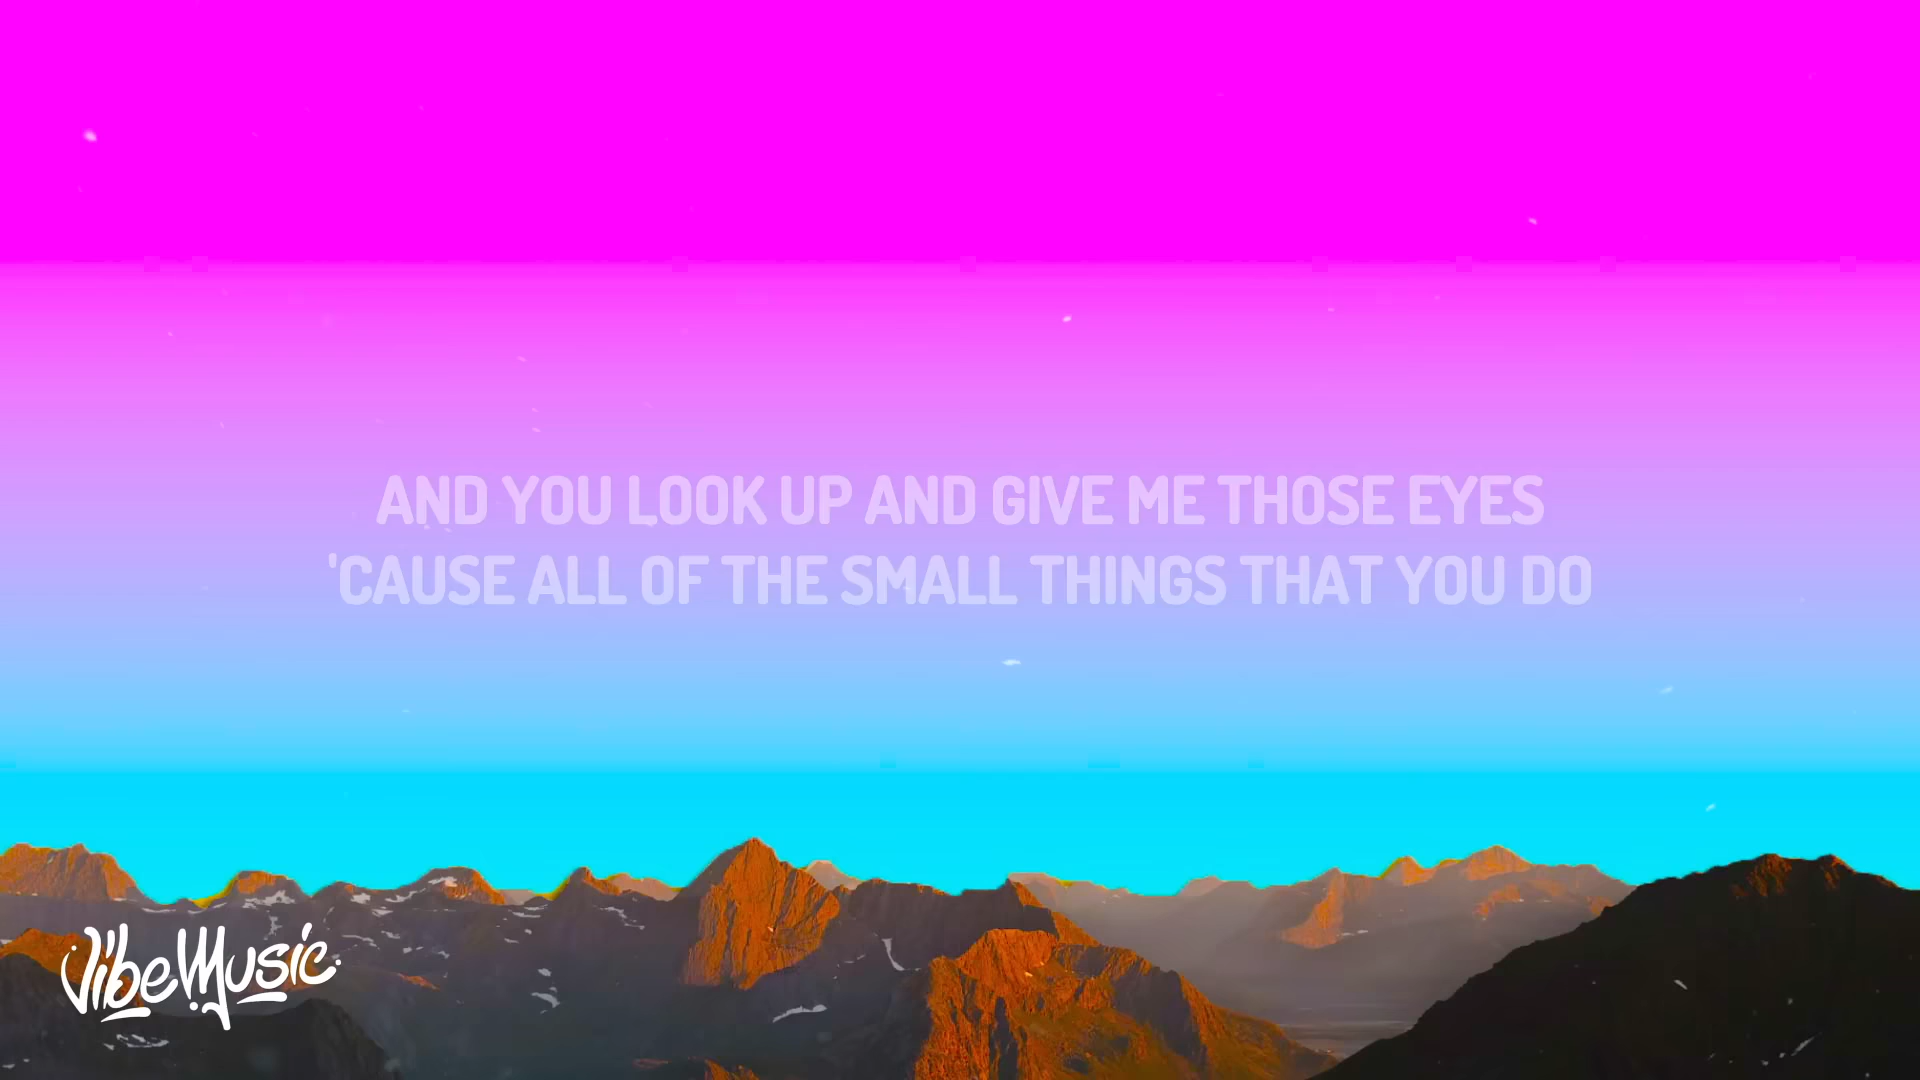 AND YOU LOOK UP AND GIVE ME THOSE EYES
'CAUSE ALL OF THE SMALL THINGS THAT YOU DO
VibeMusic